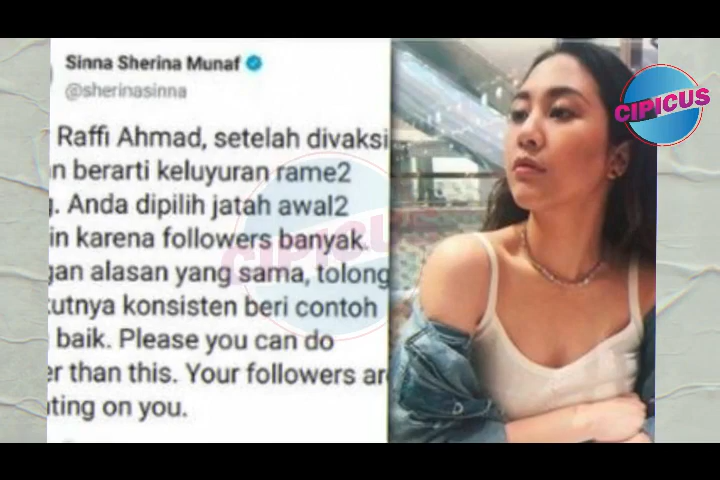 Sinna Sherina Munaf
@sherinasinna
Raffi Ahmad, setelah divaksi
n berarti keluyuran rame2
g. Anda dipilih jatah awal2
in karena followers banyak.
gan alasan yang sama, tolong
utnya konsisten beri contoh
baik. Please you can do
er than this. Your followers are
ting on you.
CIPICUS